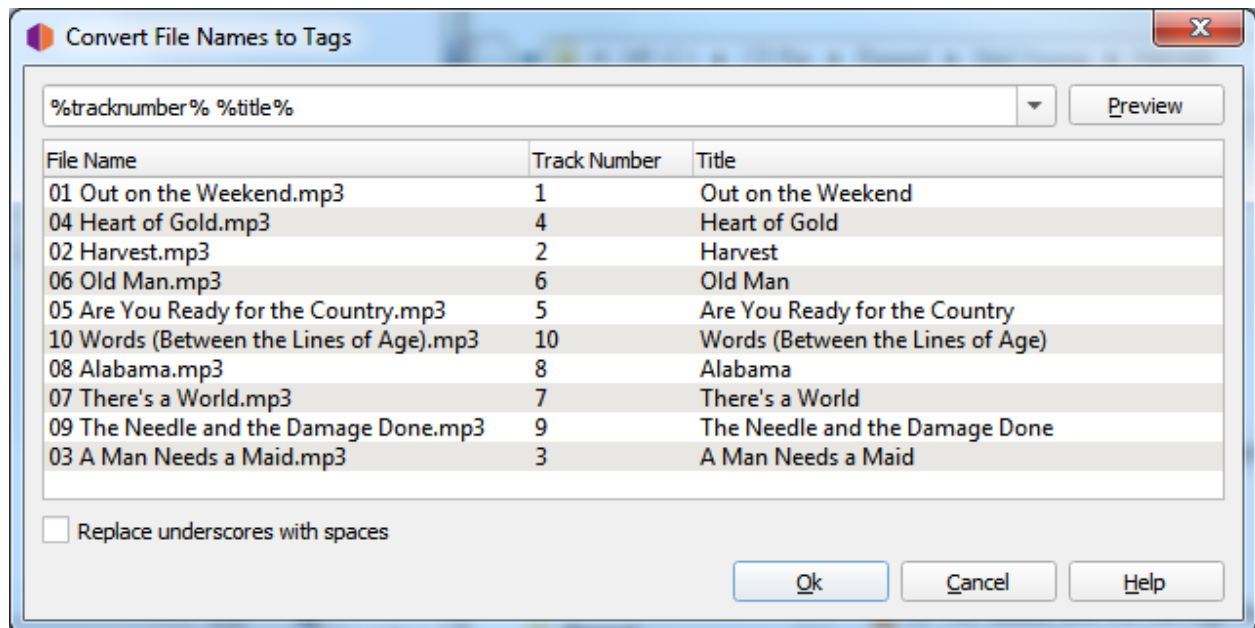 Convert File Names to Tags
%tracknumber% %title% Preview
File Name Track Number Title
01 Out on the Weekend.mp3 1 Out on the Weekend
04 Heart of Gold.mp3 4 Heart of Gold
02 Harvest.mp3 2 Harvest
06 Old Man.mp3 6 Old Man
05 Are You Ready for the Country.mp3 5 Are You Ready for the Country
10 Words (Between the Lines of Age).mp3 10 Words (Between the Lines of Age)
08 Alabama.mp3 8 Alabama
07 There's a World.mp3 7 There's a World
09 The Needle and the Damage Done.mp3 9 The Needle and the Damage Done
03 A Man Needs a Maid.mp3 3 A Man Needs a Maid
Replace underscores with spaces
Ok Cancel Help